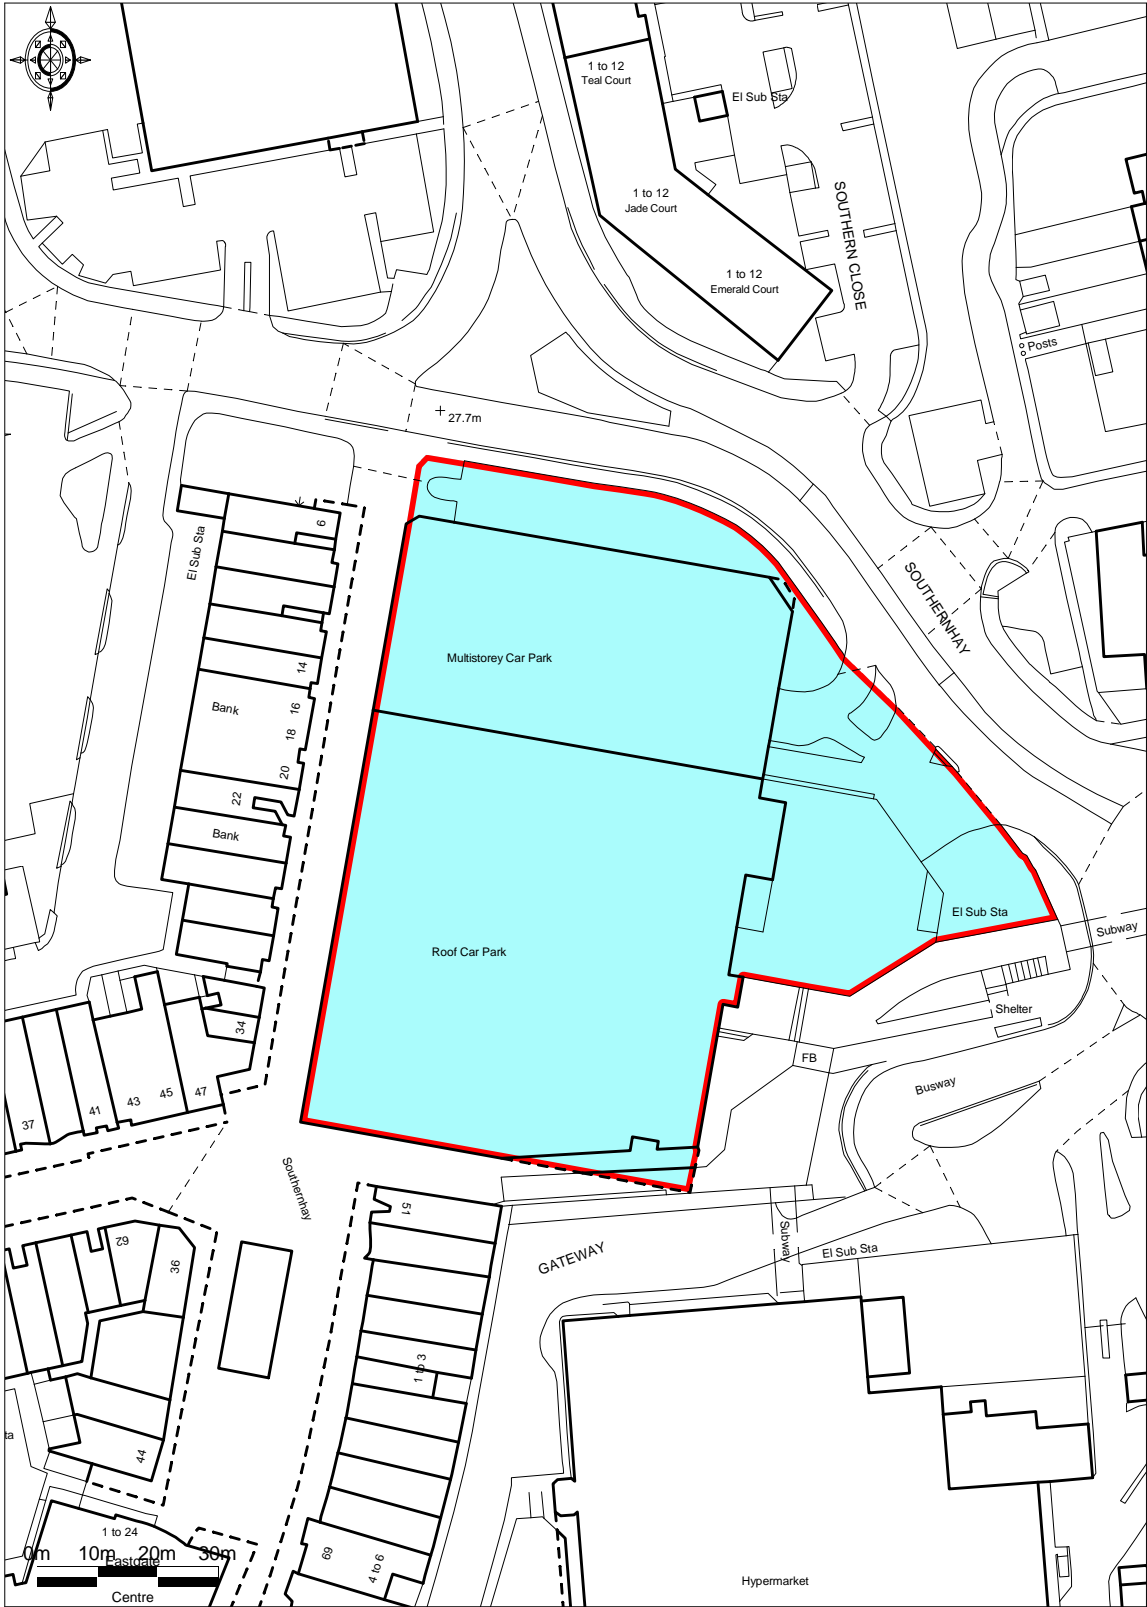 1 to 12
Teal Court
El Sub Sta
1 to 12
Jade Court
SOUTHERN CLOSE
1 to 12
Emerald Court
Posts
27.7m
6
El Sub Sta
SOUTHERNHAY
Multistorey Car Park
14
Bank
16
18
20
22
Bank
El Sub Sta
Subway
Roof Car Park
Shelter
34
FB
Busway
37
41
43
45
47
Southernhay
51
62
36
GATEWAY
Subway
El Sub Sta
1 to 3
44
ta
1 to 24
Eastgate
Centre
0m 10m 20m 30m
69
4 to 6
Hypermarket